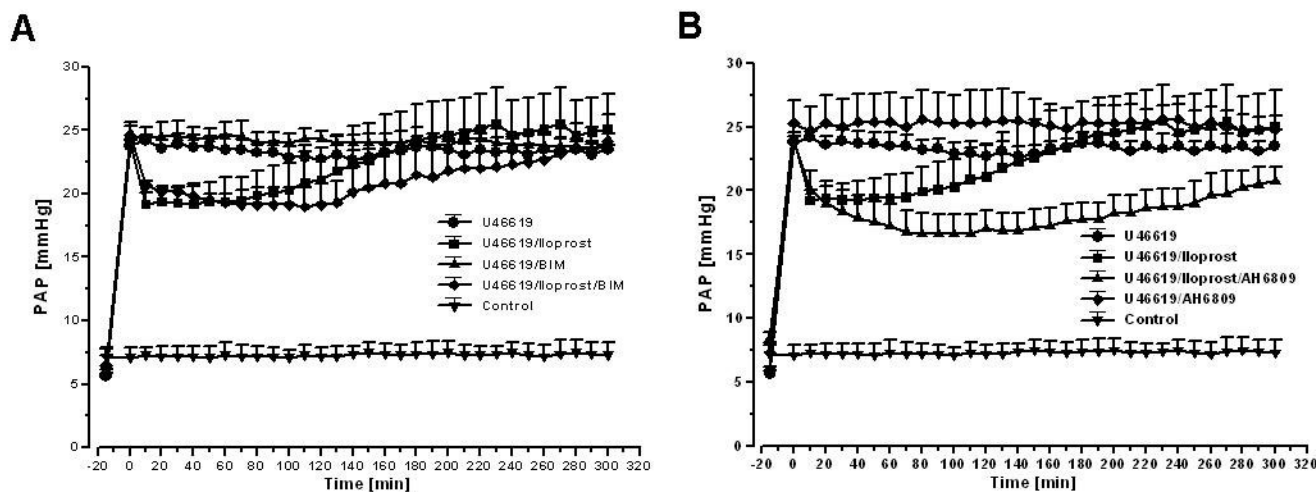 A
30
25
20
15
10
5
0
PAP [mmHg]
-20 0 20 40 60 80 100 120 140 160 180 200 220 240 260 280 300 320
Time [min]
U46619
U46619/Iloprost
U46619/BIM
U46619/Iloprost/BIM
Control
B
30
25
20
15
10
5
0
PAP [mmHg]
-20 0 20 40 60 80 100 120 140 160 180 200 220 240 260 280 300 320
Time [min]
U46619
U46619/Iloprost
U46619/Iloprost/AH6809
U46619/AH6809
Control